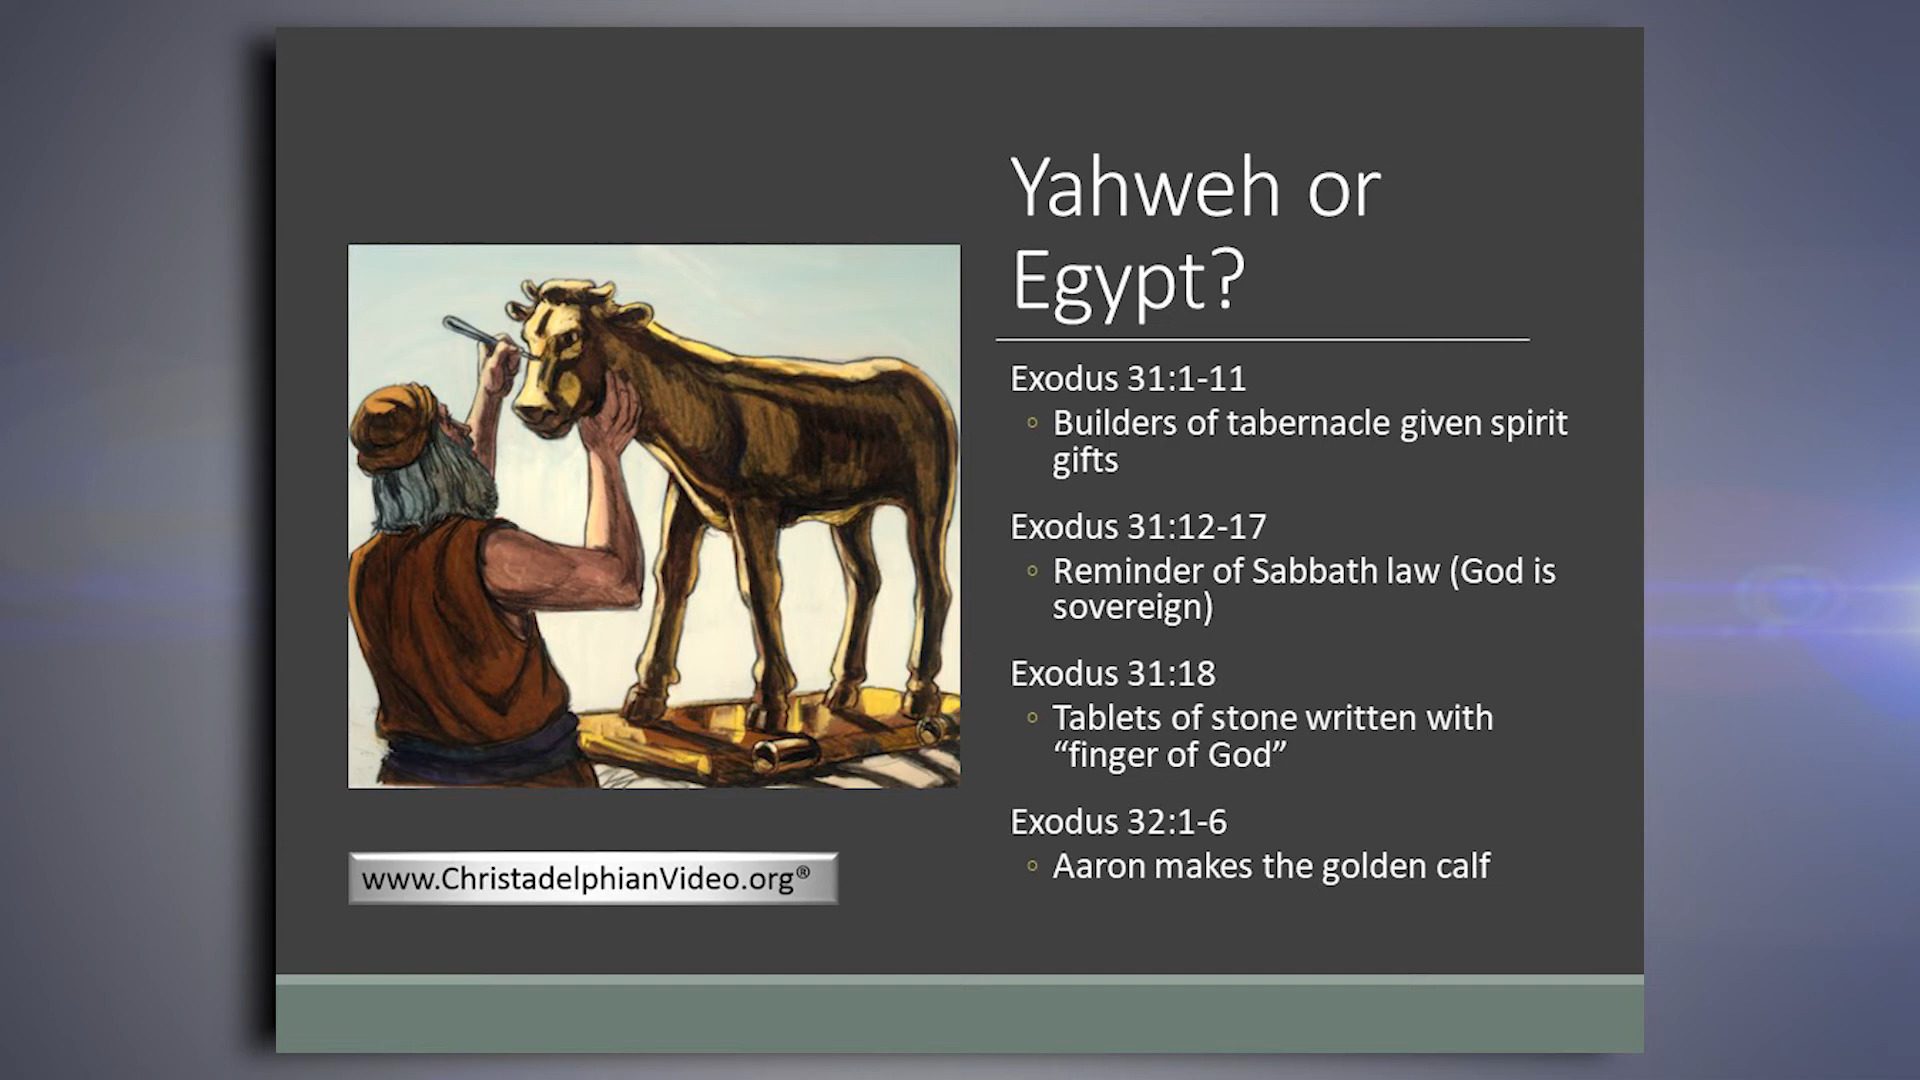 Yahweh or
Egypt?
Exodus 31:1-11
◦ Builders of tabernacle given spirit
gifts
Exodus 31:12-17
◦ Reminder of Sabbath law (God is
sovereign)
Exodus 31:18
◦ Tablets of stone written with
“finger of God”
Exodus 32:1-6
◦ Aaron makes the golden calf
www.ChristadelphianVideo.org®